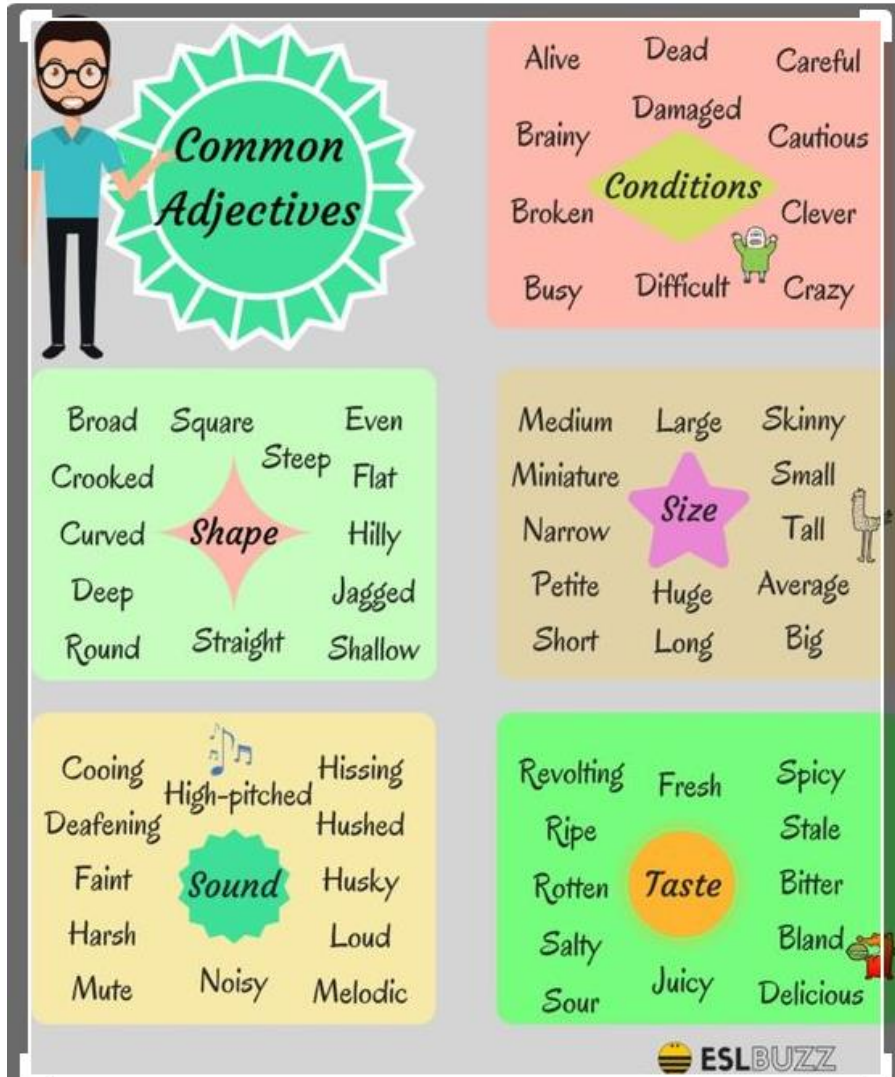 Common
Adjectives
Alive
Dead
Careful
Damaged
Brainy
Cautious
Conditions
Broken
Clever
Busy
Difficult
Crazy
Broad
Square
Even
Steep
Crooked
Flat
Curved
Shape
Hilly
Deep
Jagged
Round
Straight
Shallow
Medium
Large
Skinny
Miniature
Small
Size
Narrow
Tall
Petite
Huge
Average
Short
Long
Big
Cooing
High-pitched
Hissing
Deafening
Hushed
Faint
Sound
Husky
Harsh
Loud
Mute
Noisy
Melodic
Revolting
Fresh
Spicy
Ripe
Stale
Rotten
Taste
Bitter
Salty
Bland
Sour
Juicy
Delicious
ESLBUZZ